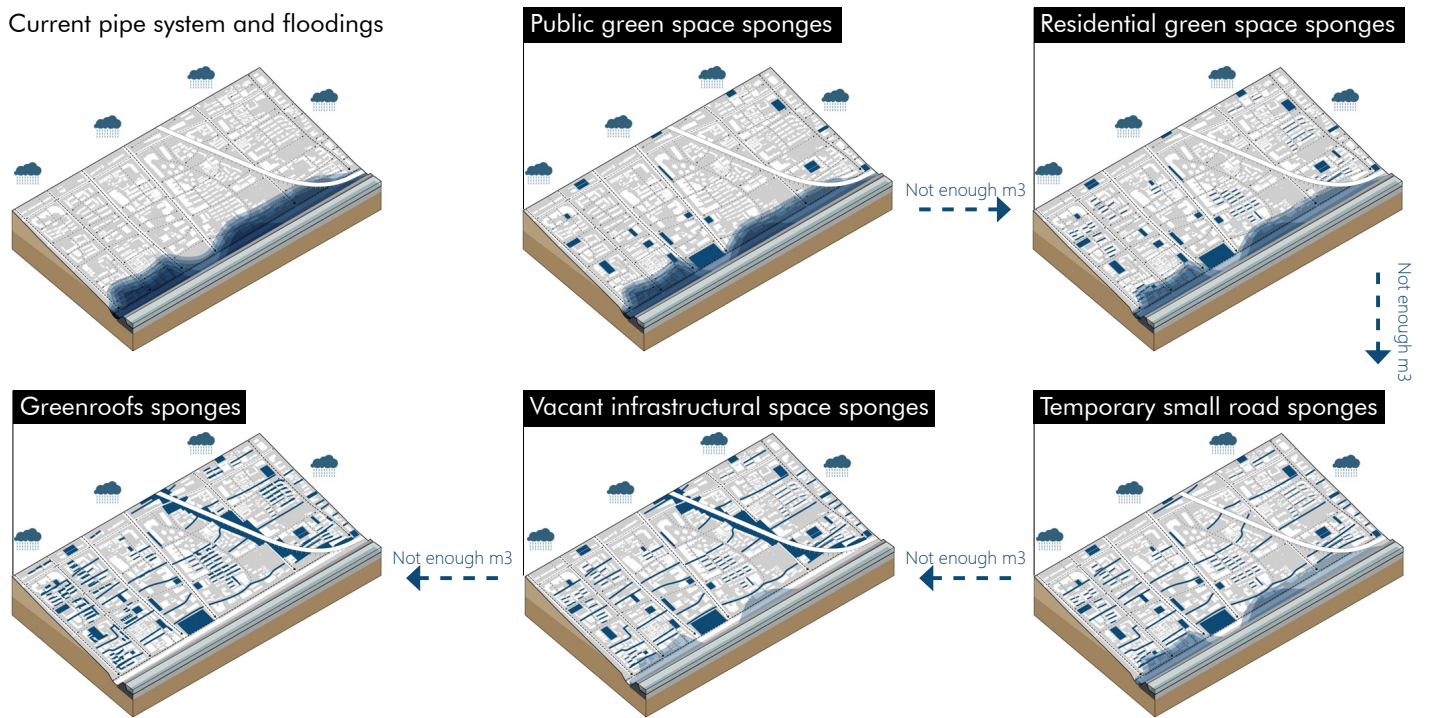 Current pipe system and floodings
Public green space sponges
Residential green space sponges
Not enough m3
Not enough m3
Temporary small road sponges
Not enough m3
Vacant infrastructural space sponges
Not enough m3
Greenroofs sponges